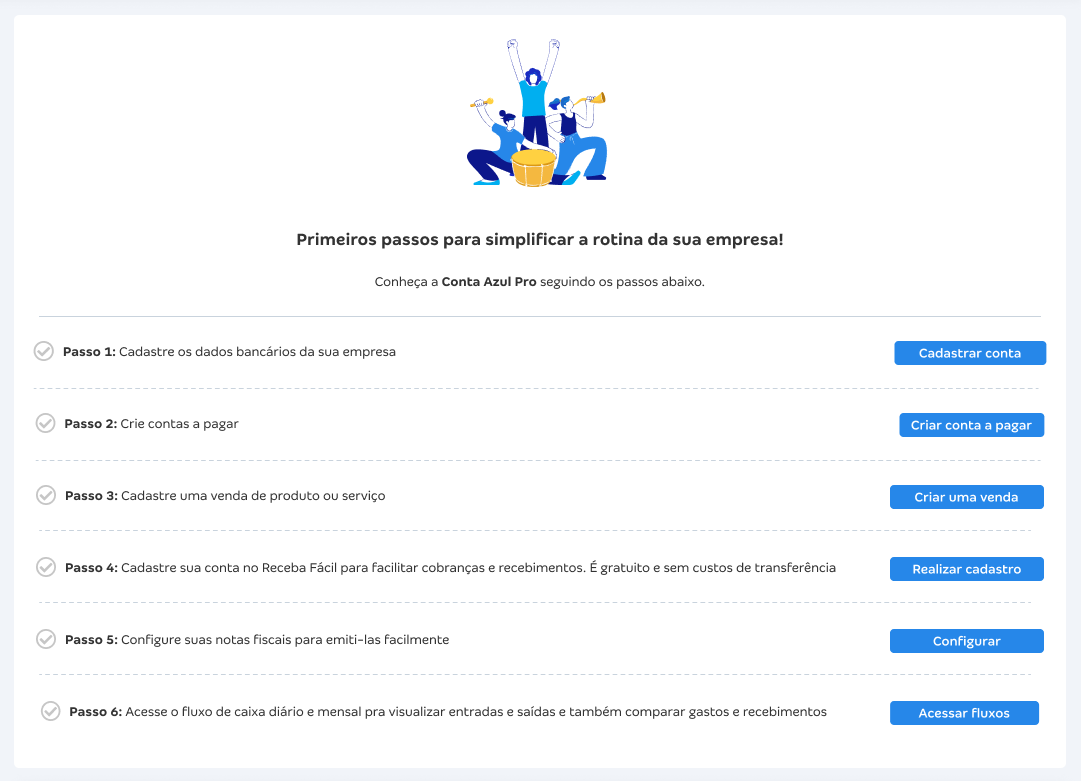 Primeiros passos para simplificar a rotina da sua empresa!
Conheça a Conta Azul Pro seguindo os passos abaixo.
Passo 1: Cadastre os dados bancários da sua empresa
Cadastrar conta
Passo 2: Crie contas a pagar
Criar conta a pagar
Passo 3: Cadastre uma venda de produto ou serviço
Criar uma venda
Passo 4: Cadastre sua conta no Receba Fácil para facilitar cobranças e recebimentos. É gratuito e sem custos de transferência
Realizar cadastro
Passo 5: Configure suas notas fiscais para emiti-las facilmente
Configurar
Passo 6: Acesse o fluxo de caixa diário e mensal pra visualizar entradas e saídas e também comparar gastos e recebimentos
Acessar fluxos